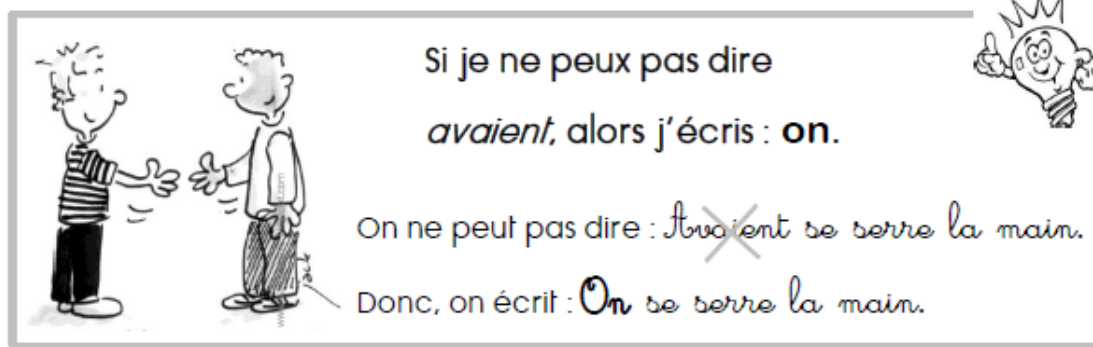 Si je ne peux pas dire
avaient, alors j'écris : on.
On ne peut pas dire : Avaient se serre la main.
Donc, on écrit : On se serre la main.
Jack